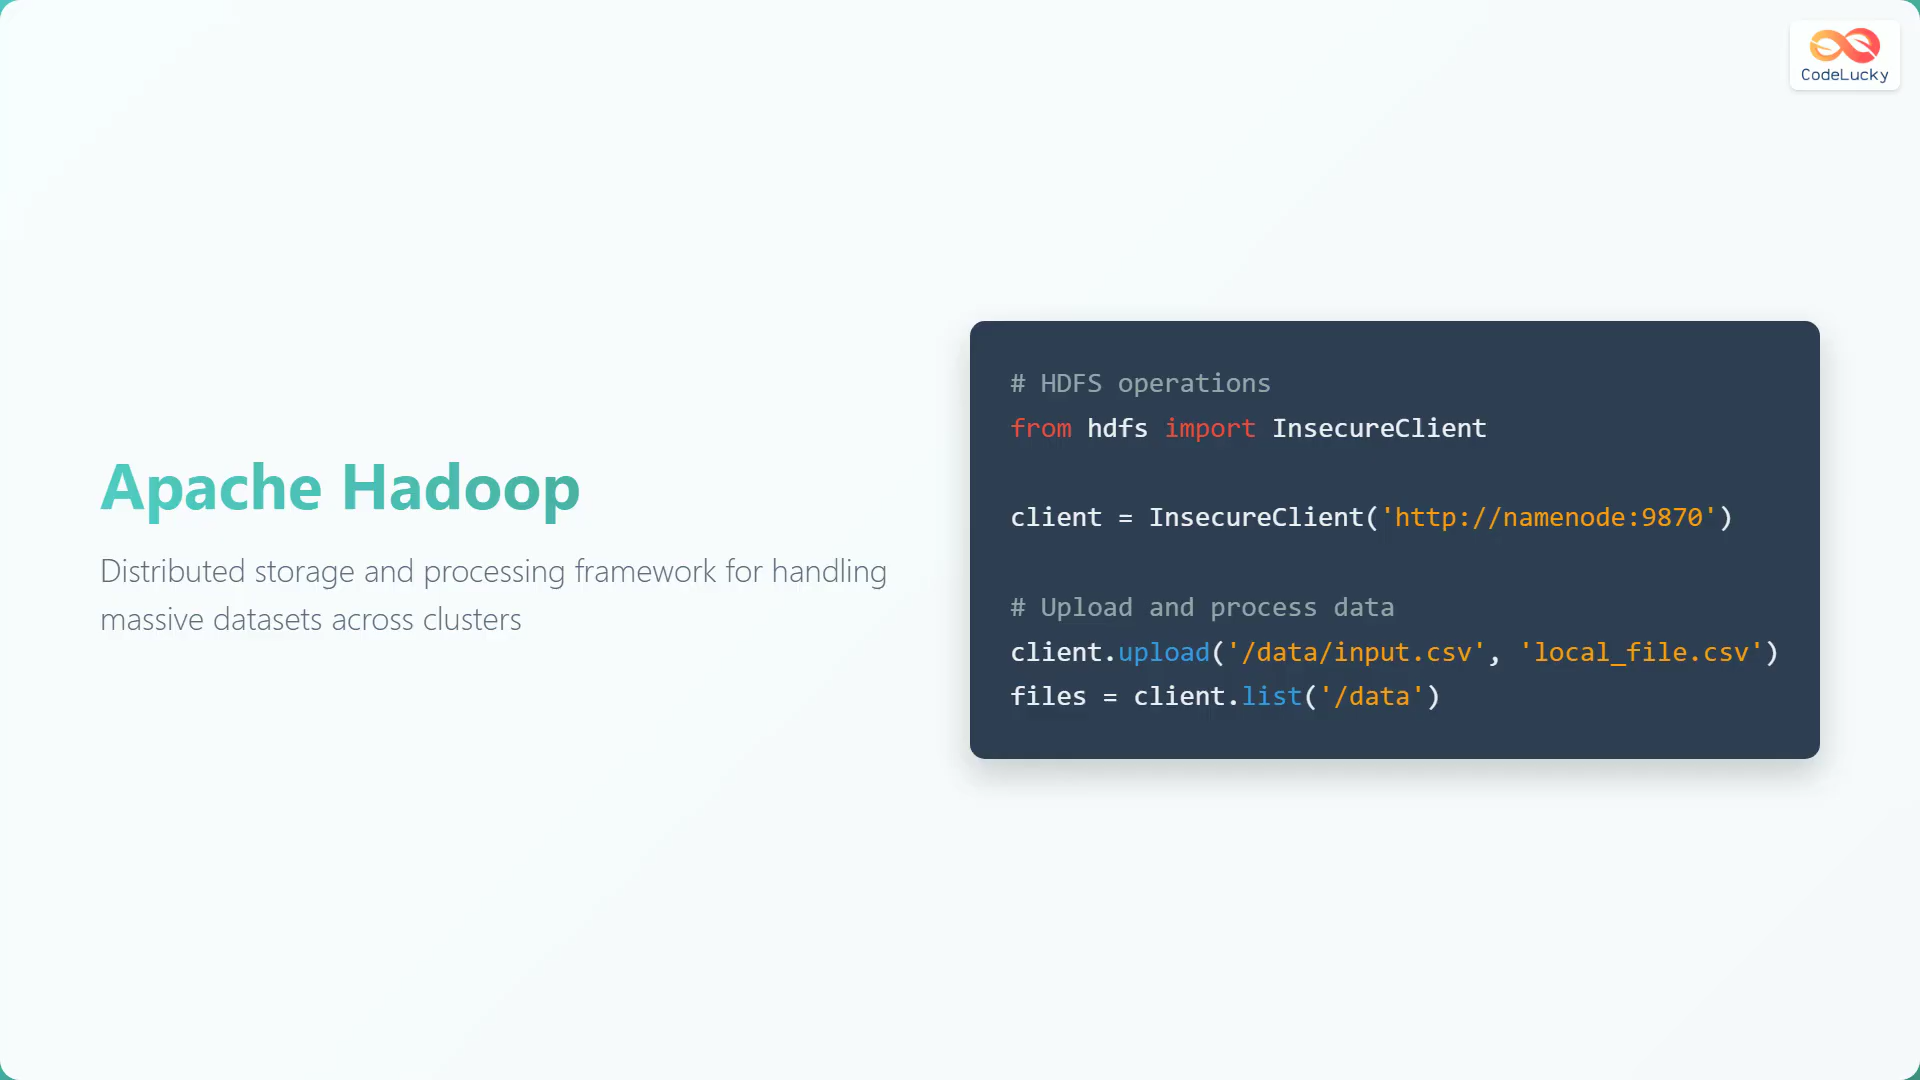 CodeLucky
Apache Hadoop
Distributed storage and processing framework for handling
massive datasets across clusters
# HDFS operations
from hdfs import InsecureClient
client = InsecureClient('http://namenode:9870')
# Upload and process data
client.upload('/data/input.csv', 'local_file.csv')
files = client.list('/data')